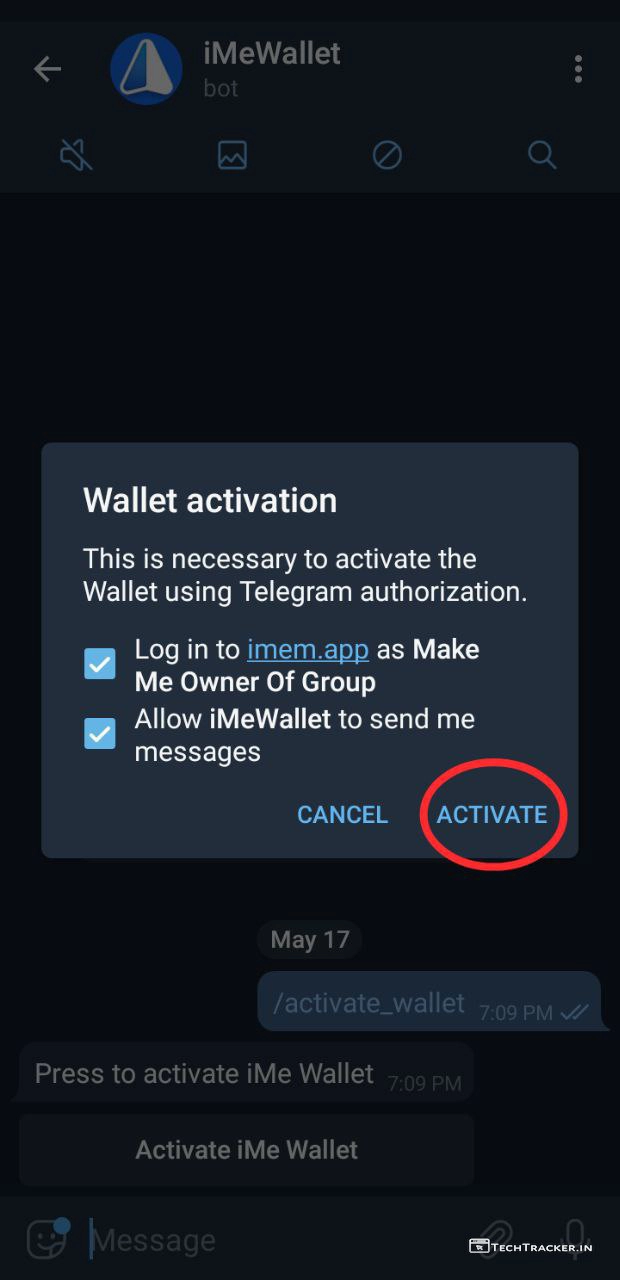 iMeWallet
bot
Wallet activation
This is necessary to activate the
Wallet using Telegram authorization.
Log in to imem.app as Make
Me Owner Of Group
Allow iMeWallet to send me
messages
CANCEL ACTIVATE
May 17
/activate_wallet 7:09 PM
Press to activate iMe Wallet 7:09 PM
Activate iMe Wallet
Message
TECHTRACKER.IN